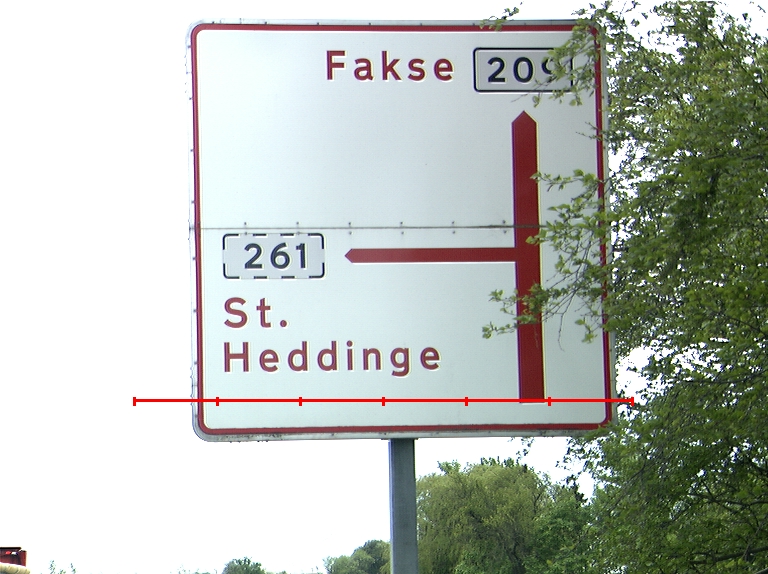 Fakse 209
261
St.
Heddinge